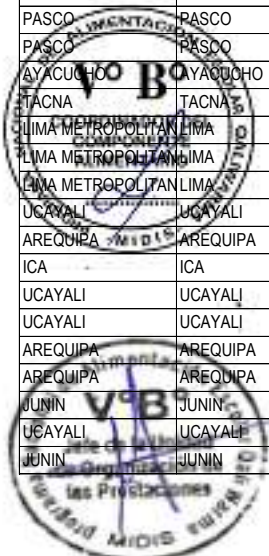 PASCO PASCO
PASCO PASCO
AYACUCHO AYACUCHO
TACNA TACNA
LIMA METROPOLITAN LIMA
LIMA METROPOLITAN LIMA
LIMA METROPOLITAN LIMA
UCAYALI UCAYALI
AREQUIPA AREQUIPA
ICA ICA
UCAYALI UCAYALI
UCAYALI UCAYALI
AREQUIPA AREQUIPA
AREQUIPA AREQUIPA
JUNIN JUNIN
UCAYALI UCAYALI
JUNIN JUNIN
V° B°
COMPONENTE
ALIMENTARIO
MIDIS
V° B°
las Prestaciones
MIDIS